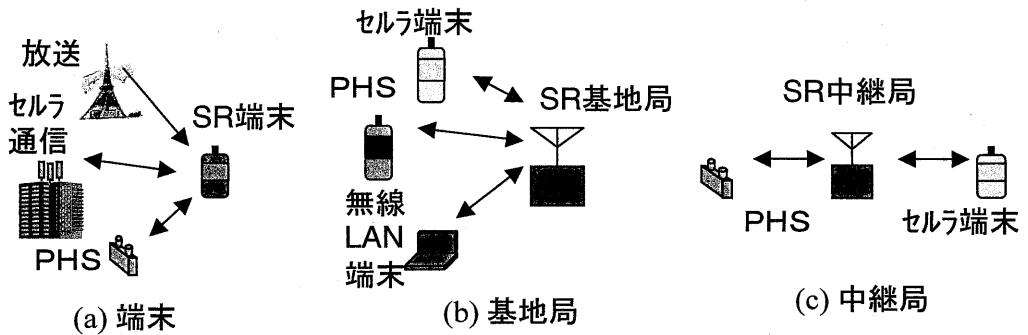 放送
セルラ
通信
SR端末
PHS
(a) 端末
セルラ端末
PHS
SR基地局
無線
LAN
端末
(b) 基地局
SR中継局
PHS
セルラ端末
(c) 中継局